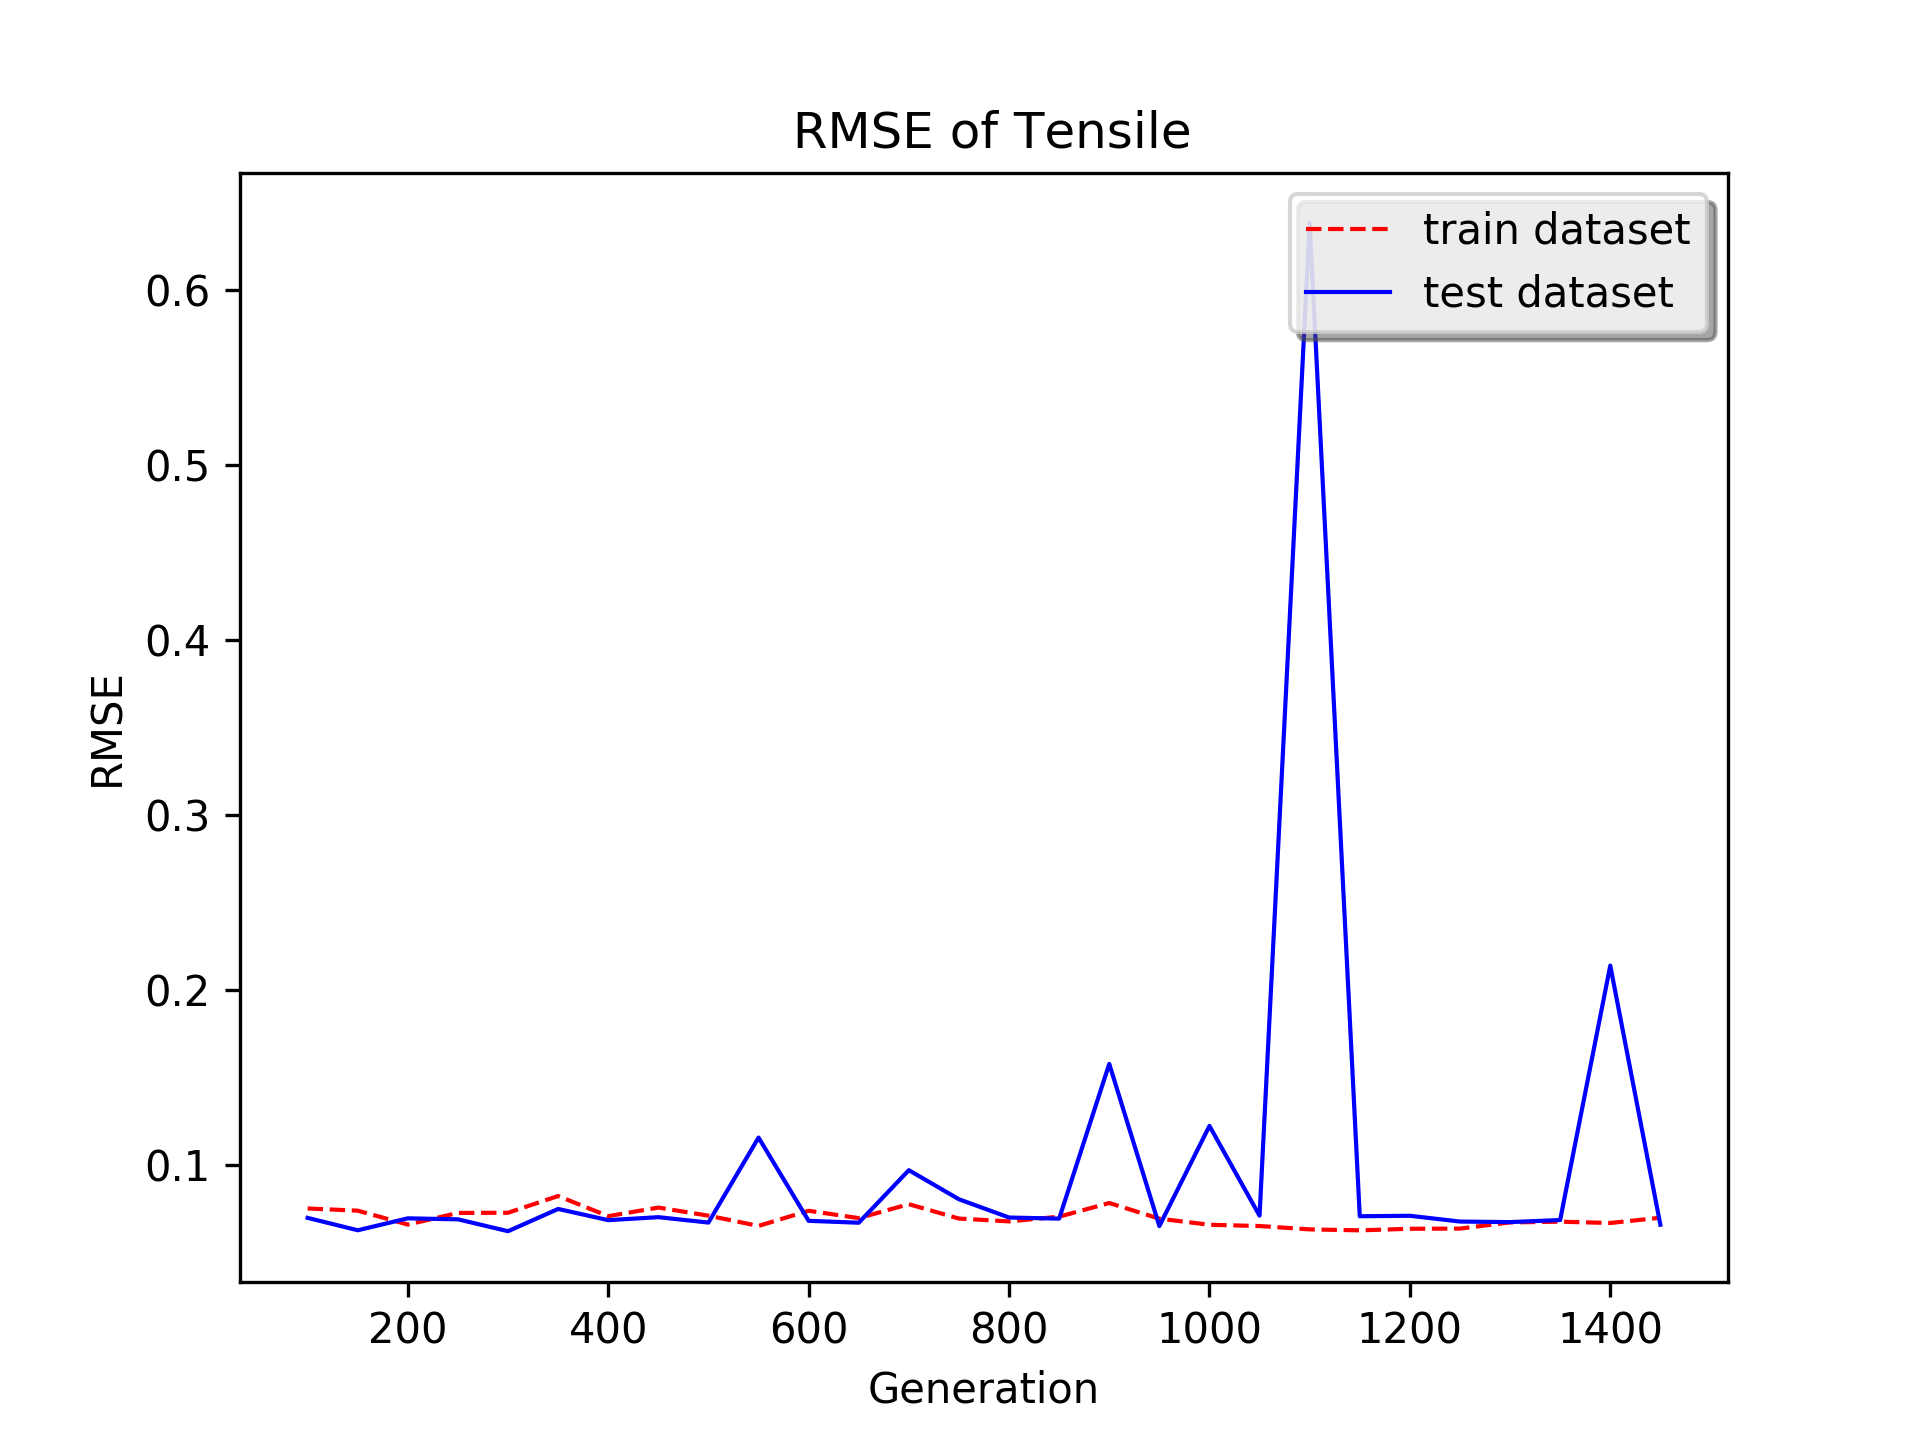 RMSE of Tensile
train dataset
test dataset
0.6
0.5
0.4
0.3
0.2
0.1
RMSE
200 400 600 800 1000 1200 1400
Generation